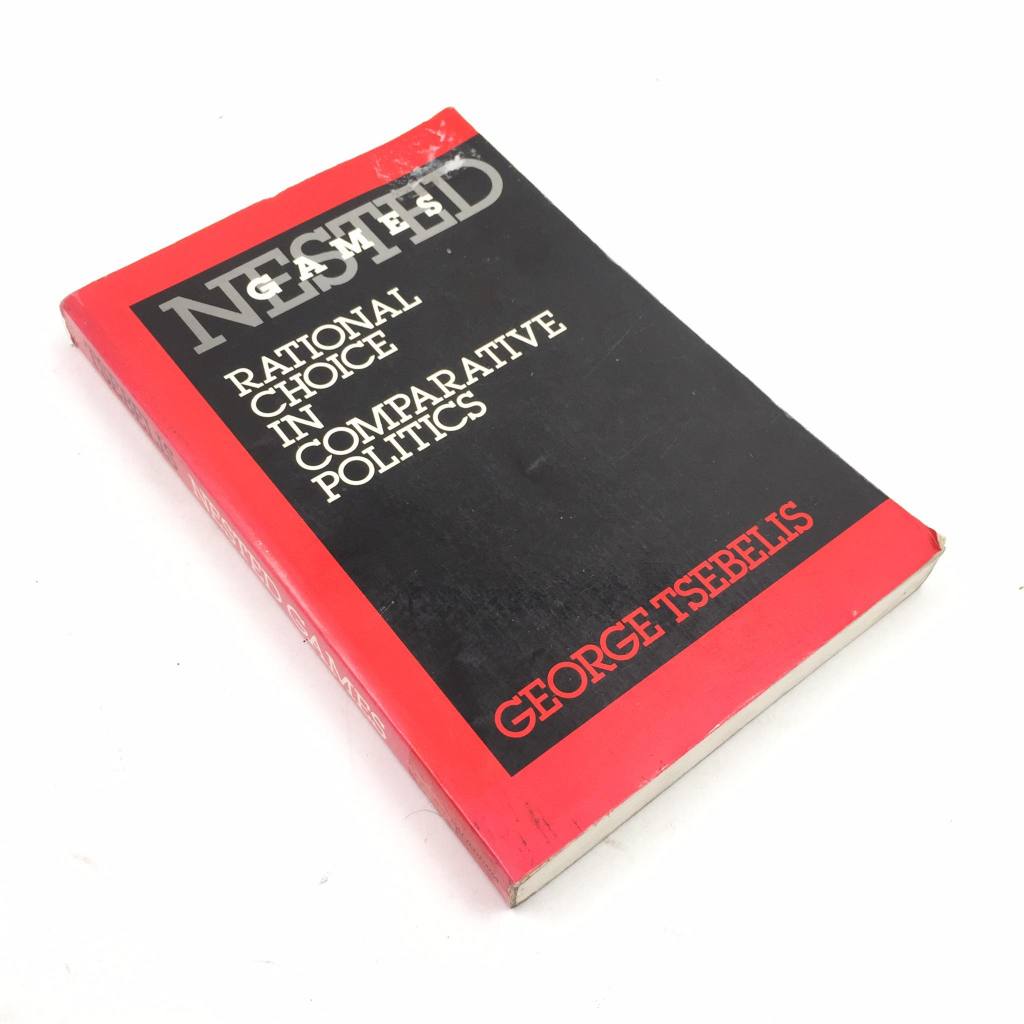 NESTED
GAMES
RATIONAL
CHOICE
IN
COMPARATIVE
POLITICS
GEORGE TSEBELIS
NESTED GAMES